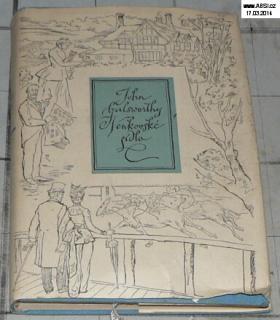 www.ABSI.cz
17.03.2014
John
Galsworthy
Venkovské
sídlo